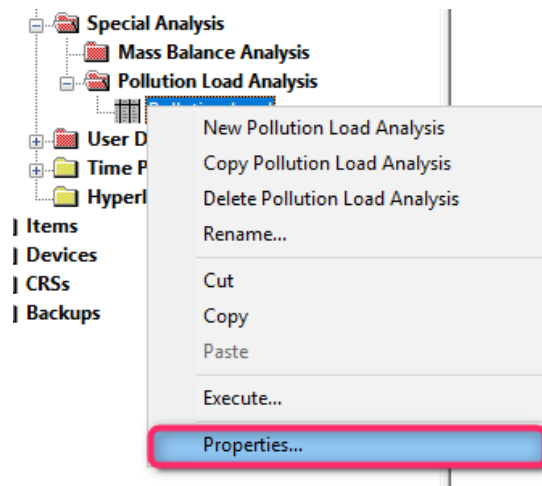 Special Analysis
Mass Balance Analysis
Pollution Load Analysis
New Pollution Load Analysis
User D
Copy Pollution Load Analysis
Time P
Delete Pollution Load Analysis
Hyperl
Rename...
Items
Devices
Cut
CRSs
Copy
Backups
Paste
Execute...
Properties...